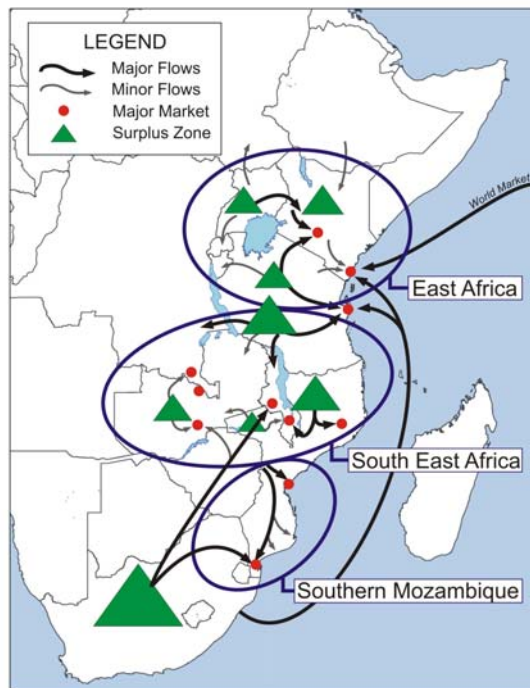 LEGEND
Major Flows
Minor Flows
Major Market
Surplus Zone
World Market
East Africa
South East Africa
Southern Mozambique